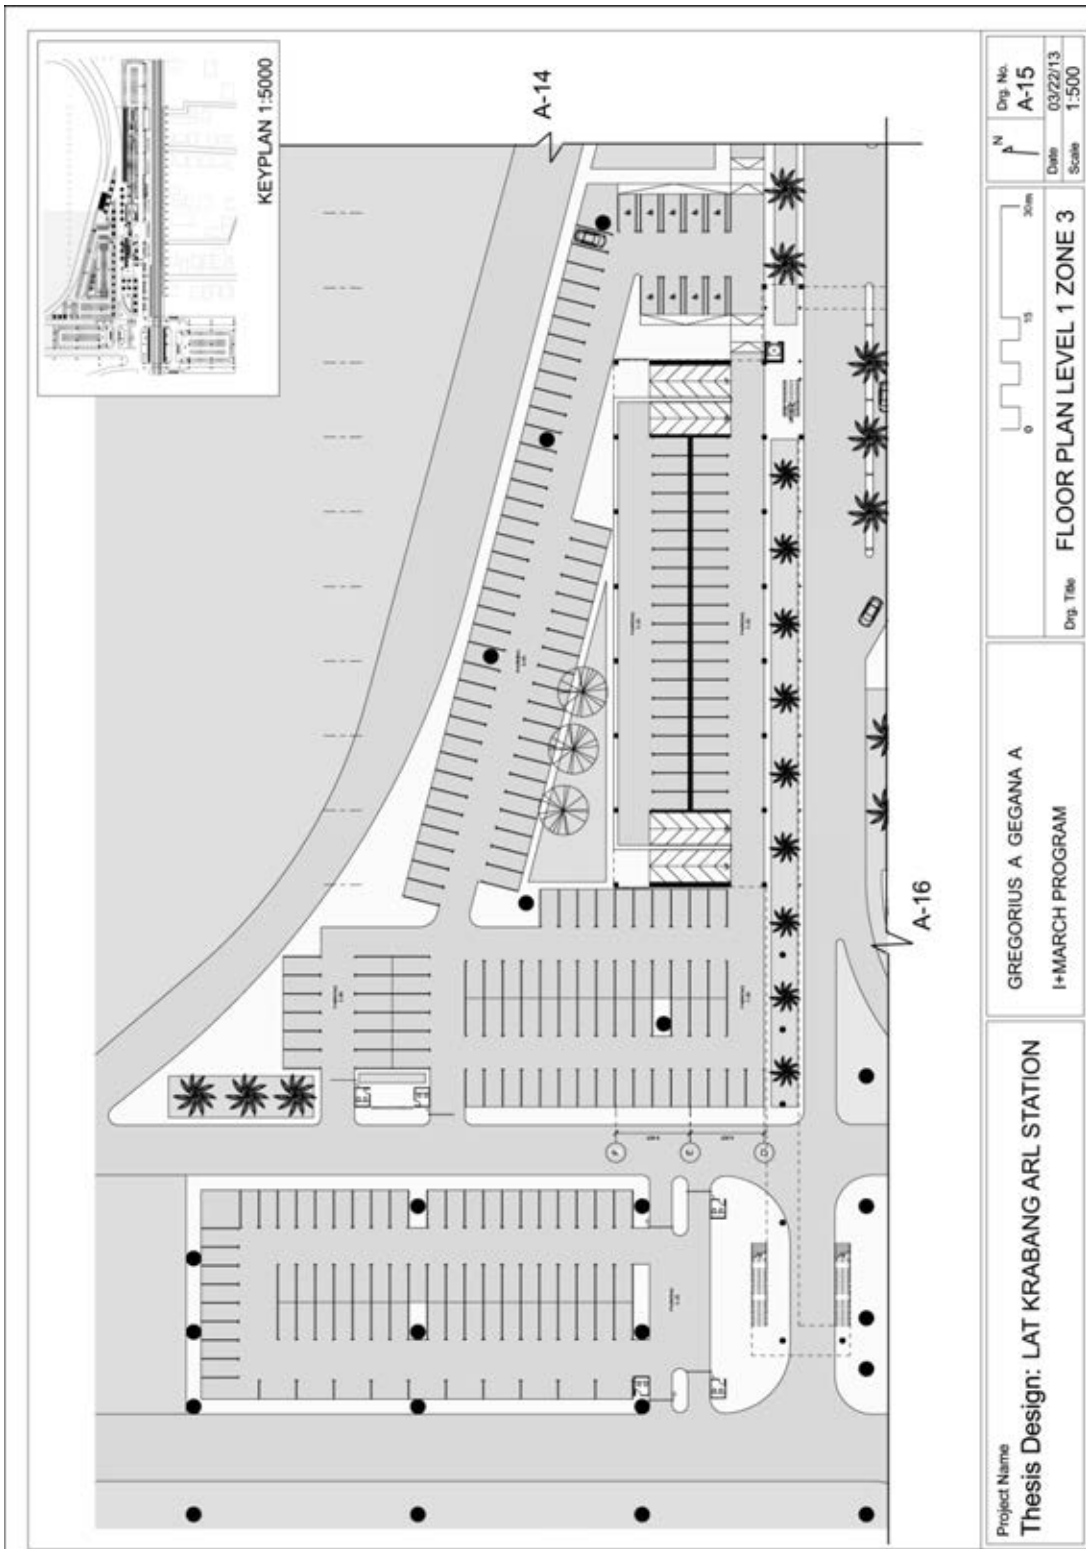 KEYPLAN 1:5000
A-14
A-16
Project Name
Thesis Design: LAT KRABANG ARL STATION
GREGORIUS A GEGANA A
I+MARCH PROGRAM
0
15
30m
Drg. Title
FLOOR PLAN LEVEL 1 ZONE 3
N
Drg. No.
A-15
Date
03/22/13
Scale
1:500